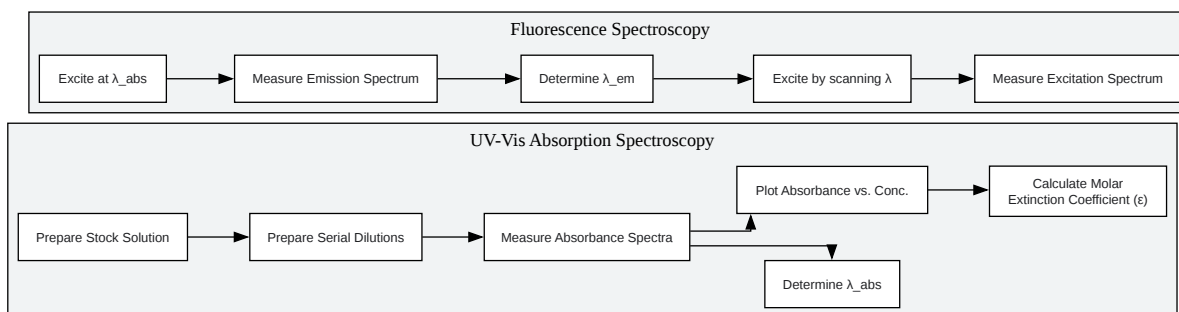 Fluorescence Spectroscopy
Excite at λ_abs
Measure Emission Spectrum
Determine λ_em
Excite by scanning λ
Measure Excitation Spectrum
UV-Vis Absorption Spectroscopy
Prepare Stock Solution
Prepare Serial Dilutions
Measure Absorbance Spectra
Plot Absorbance vs. Conc.
Calculate Molar
Extinction Coefficient (ε)
Determine λ_abs